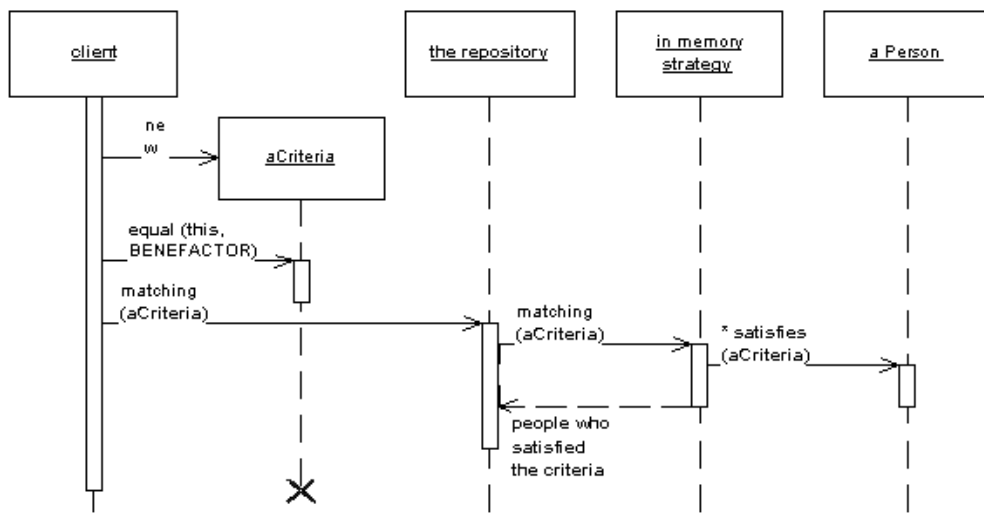 client
the repository
in memory
strategy
a Person
ne
w
aCriteria
equal (this,
BENEFACTOR)
matching
(aCriteria)
matching
(aCriteria)
* satisfies
(aCriteria)
people who
satisfied
the criteria